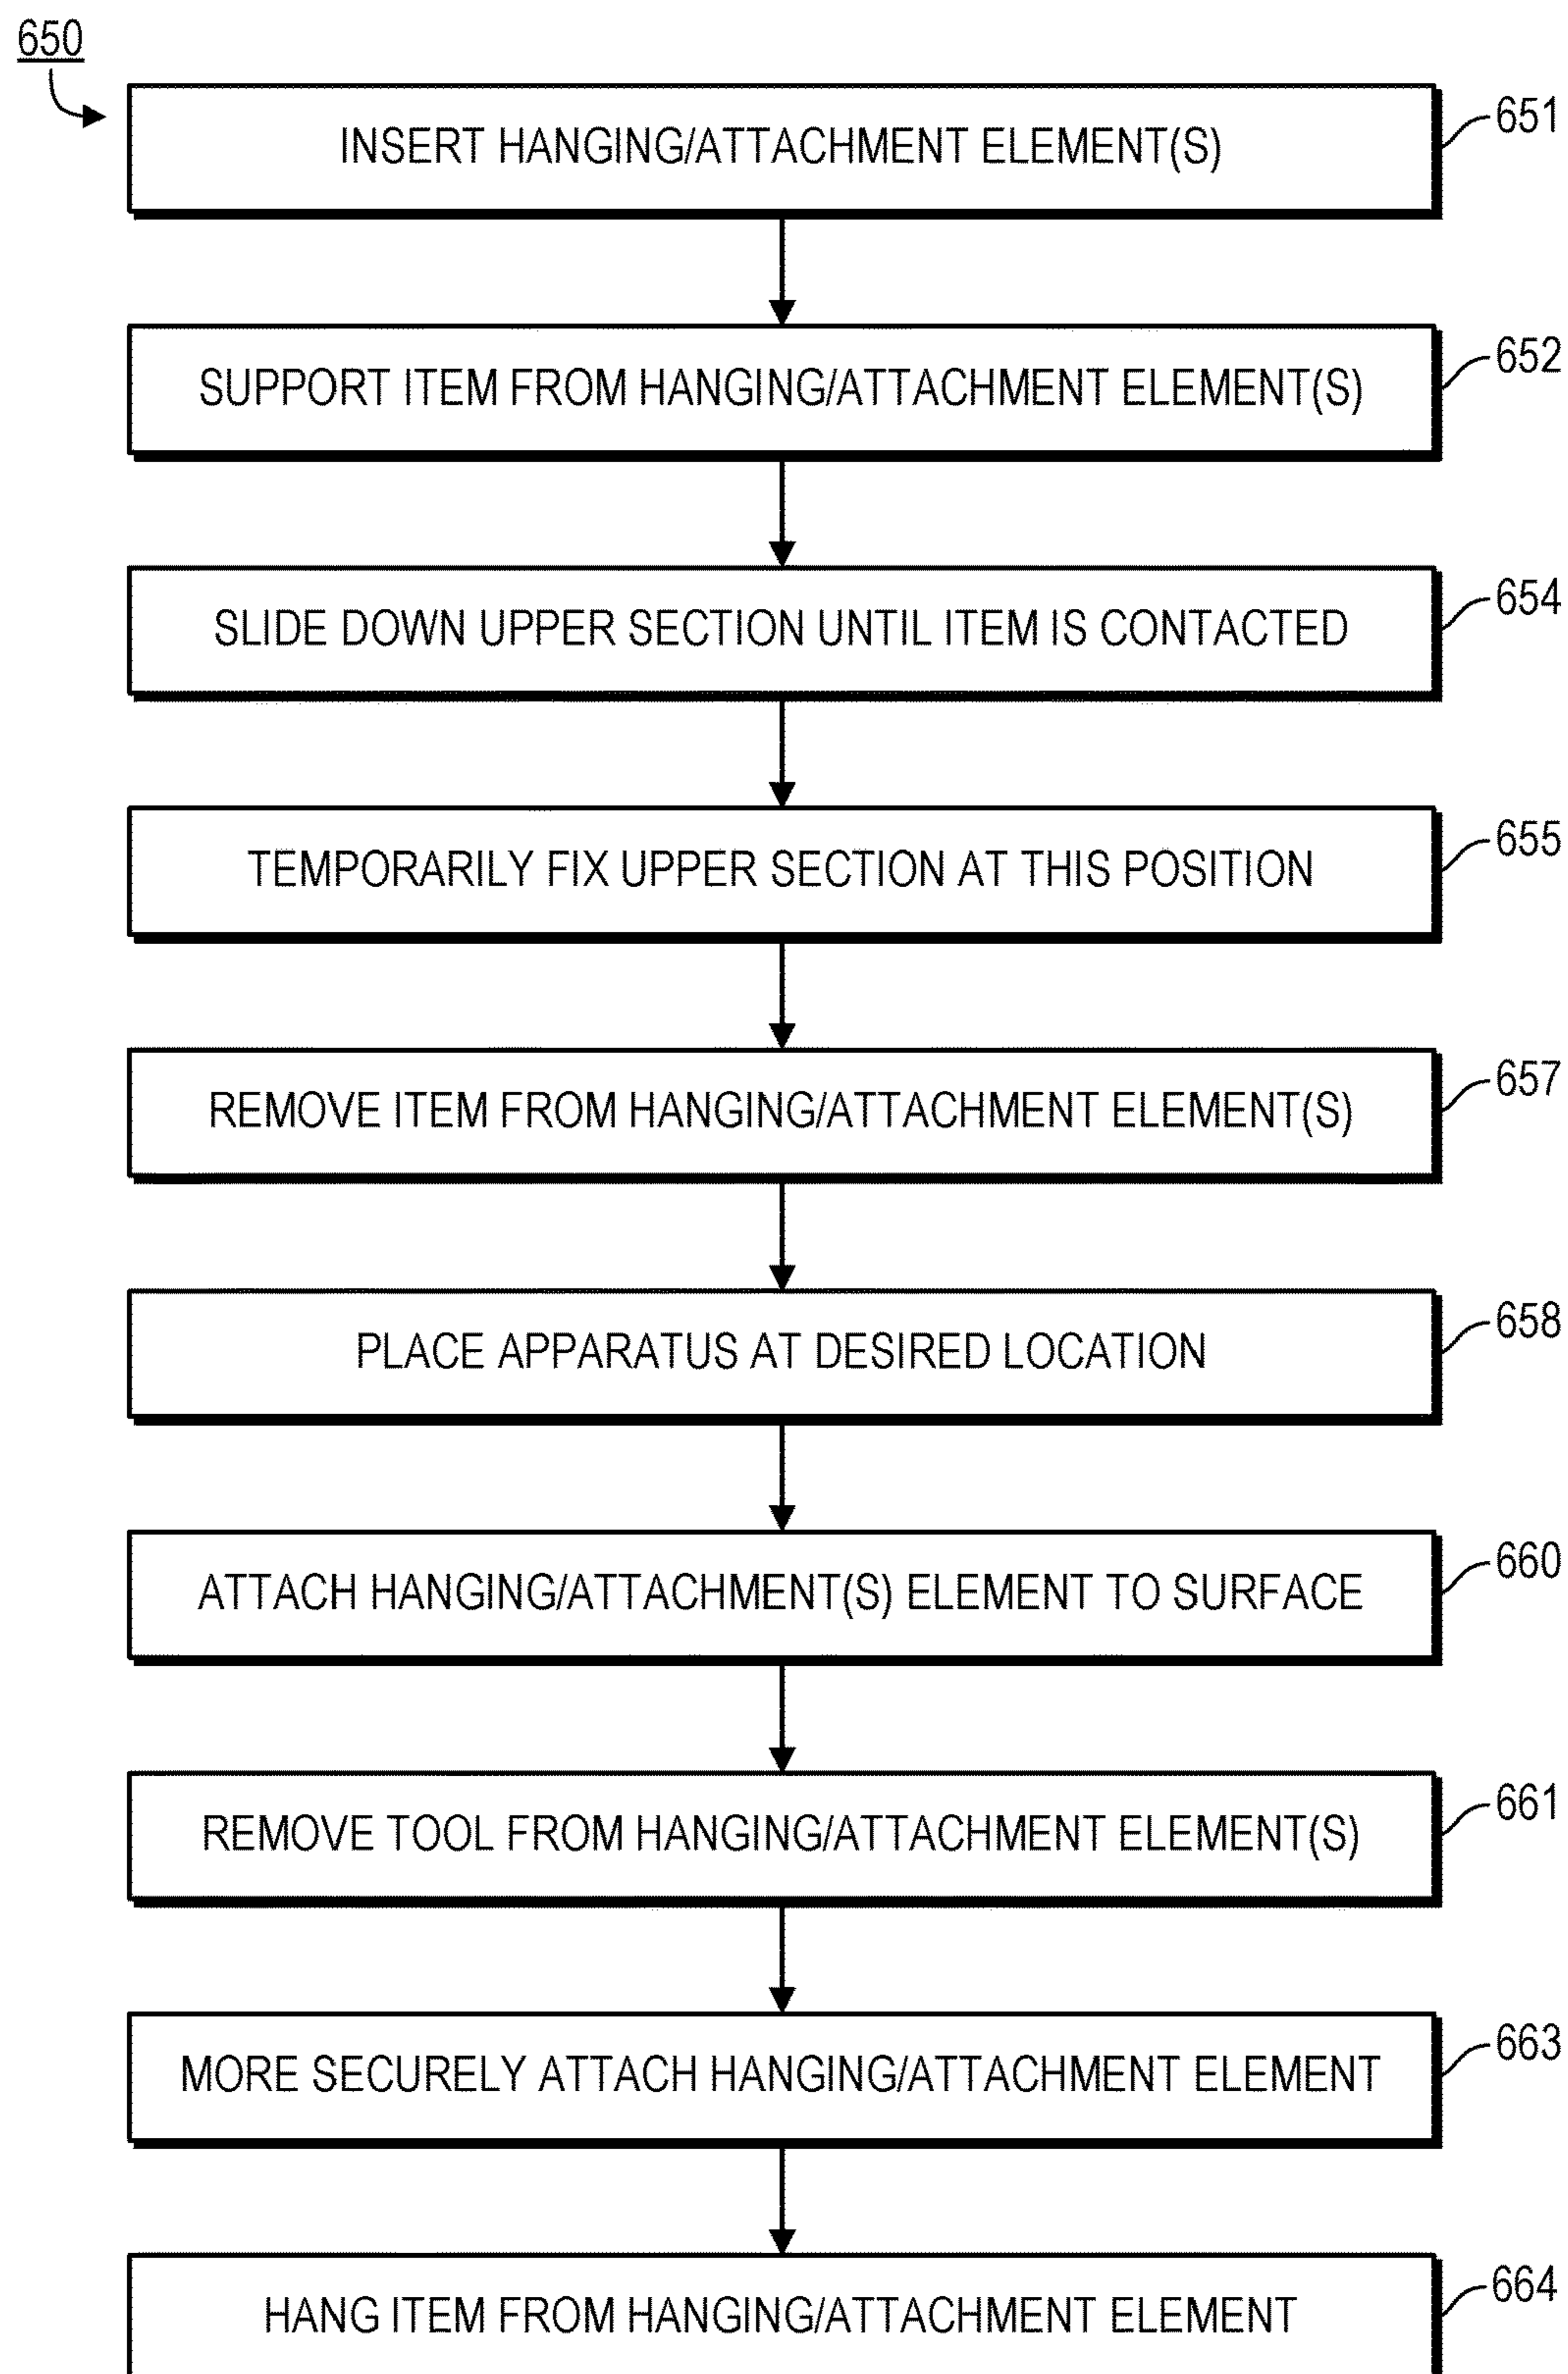 650
INSERT HANGING/ATTACHMENT ELEMENT(S)
651
SUPPORT ITEM FROM HANGING/ATTACHMENT ELEMENT(S)
652
SLIDE DOWN UPPER SECTION UNTIL ITEM IS CONTACTED
654
TEMPORARILY FIX UPPER SECTION AT THIS POSITION
655
REMOVE ITEM FROM HANGING/ATTACHMENT ELEMENT(S)
657
PLACE APPARATUS AT DESIRED LOCATION
658
ATTACH HANGING/ATTACHMENT(S) ELEMENT TO SURFACE
660
REMOVE TOOL FROM HANGING/ATTACHMENT ELEMENT(S)
661
MORE SECURELY ATTACH HANGING/ATTACHMENT ELEMENT
663
HANG ITEM FROM HANGING/ATTACHMENT ELEMENT
664